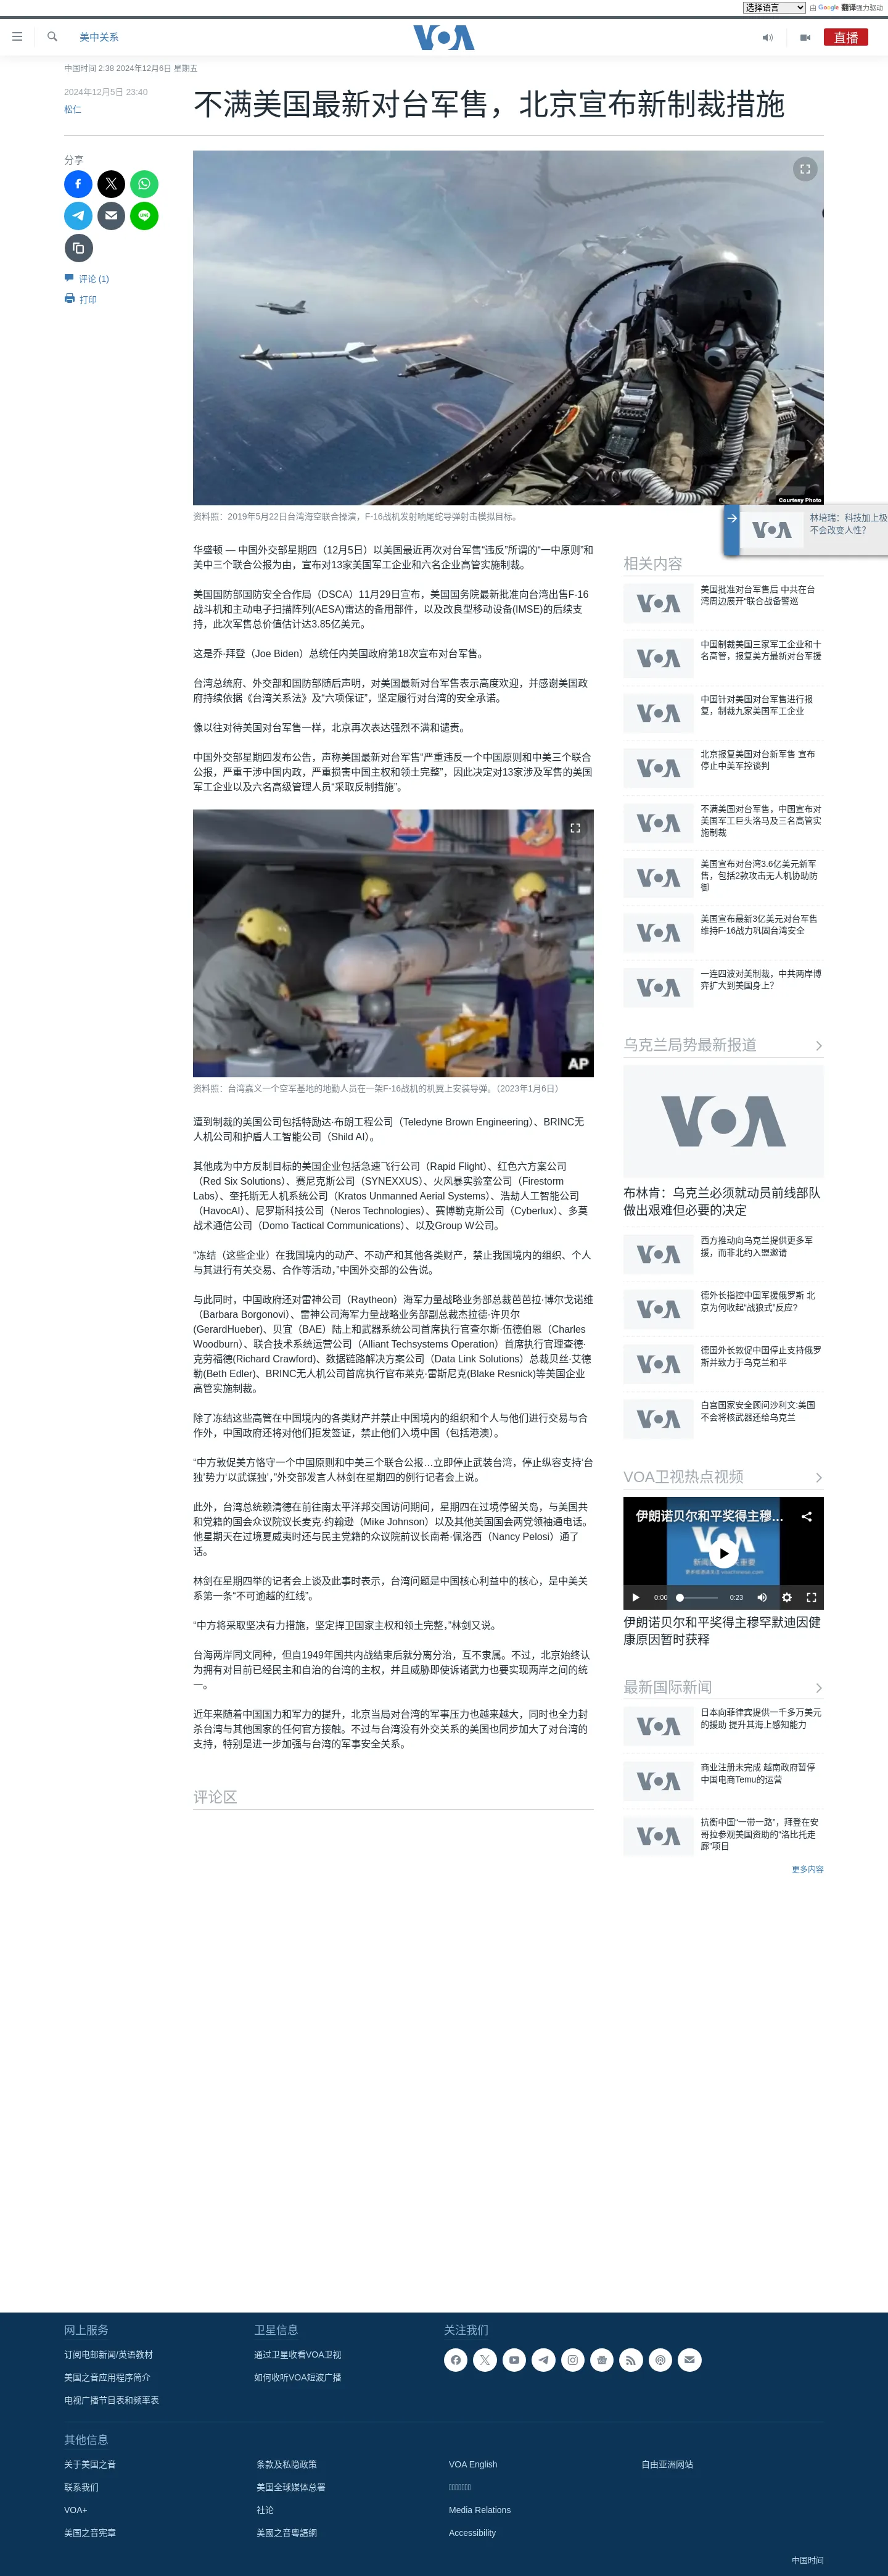 选择语言 由 Google 翻译强力驱动
美中关系
VOA
直播
中国时间 2:38 2024年12月6日 星期五
2024年12月5日 23:40
松仁
不满美国最新对台军售，北京宣布新制裁措施
分享
评论 (1)
打印
Courtesy Photo
资料照：2019年5月22日台湾海空联合操演，F-16战机发射响尾蛇导弹射击模拟目标。
林培瑞：科技加上极
不会改变人性?
华盛顿 — 中国外交部星期四（12月5日）以美国最近再次对台军售“违反”所谓的“一中原则”和
美中三个联合公报为由，宣布对13家美国军工企业和六名企业高管实施制裁。
美国国防部国防安全合作局（DSCA）11月29日宣布，美国国务院最新批准向台湾出售F-16
战斗机和主动电子扫描阵列(AESA)雷达的备用部件，以及改良型移动设备(IMSE)的后续支
持，此次军售总价值估计达3.85亿美元。
这是乔·拜登（Joe Biden）总统任内美国政府第18次宣布对台军售。
台湾总统府、外交部和国防部随后声明，对美国最新对台军售表示高度欢迎，并感谢美国政
府持续依据《台湾关系法》及“六项保证”，坚定履行对台湾的安全承诺。
像以往对待美国对台军售一样，北京再次表达强烈不满和谴责。
中国外交部星期四发布公告，声称美国最新对台军售“严重违反一个中国原则和中美三个联合
公报，严重干涉中国内政，严重损害中国主权和领土完整”，因此决定对13家涉及军售的美国
军工企业以及六名高级管理人员“采取反制措施”。
AP
资料照：台湾嘉义一个空军基地的地勤人员在一架F-16战机的机翼上安装导弹。（2023年1月6日）
遭到制裁的美国公司包括特励达·布朗工程公司（Teledyne Brown Engineering）、BRINC无
人机公司和护盾人工智能公司（Shild AI）。
其他成为中方反制目标的美国企业包括急速飞行公司（Rapid Flight）、红色六方案公司
（Red Six Solutions）、赛尼克斯公司（SYNEXXUS）、火风暴实验室公司（Firestorm
Labs）、奎托斯无人机系统公司（Kratos Unmanned Aerial Systems）、浩劫人工智能公司
（HavocAI）、尼罗斯科技公司（Neros Technologies）、赛博勒克斯公司（Cyberlux）、多莫
战术通信公司（Domo Tactical Communications）、以及Group W公司。
“冻结（这些企业）在我国境内的动产、不动产和其他各类财产，禁止我国境内的组织、个人
与其进行有关交易、合作等活动，”中国外交部的公告说。
与此同时，中国政府还对雷神公司（Raytheon）海军力量战略业务部总裁芭芭拉·博尔戈诺维
（Barbara Borgonovi）、雷神公司海军力量战略业务部副总裁杰拉德·许贝尔
(GerardHueber)、贝宜（BAE）陆上和武器系统公司首席执行官查尔斯·伍德伯恩（Charles
Woodburn）、联合技术系统运营公司（Alliant Techsystems Operation）首席执行官理查德·
克劳福德(Richard Crawford)、数据链路解决方案公司（Data Link Solutions）总裁贝丝·艾德
勒(Beth Edler)、BRINC无人机公司首席执行官布莱克·雷斯尼克(Blake Resnick)等美国企业
高管实施制裁。
除了冻结这些高管在中国境内的各类财产并禁止中国境内的组织和个人与他们进行交易与合
作外，中国政府还将对他们拒发签证，禁止他们入境中国（包括港澳）。
“中方敦促美方恪守一个中国原则和中美三个联合公报…立即停止武装台湾，停止纵容支持‘台
独’势力‘以武谋独’，”外交部发言人林剑在星期四的例行记者会上说。
此外，台湾总统赖清德在前往南太平洋邦交国访问期间，星期四在过境停留关岛，与美国共
和党籍的国会众议院议长麦克·约翰逊（Mike Johnson）以及其他美国国会两党领袖通电话。
他星期天在过境夏威夷时还与民主党籍的众议院前议长南希·佩洛西（Nancy Pelosi）通了
话。
林剑在星期四举的记者会上谈及此事时表示，台湾问题是中国核心利益中的核心，是中美关
系第一条“不可逾越的红线”。
“中方将采取坚决有力措施，坚定捍卫国家主权和领土完整，”林剑又说。
台海两岸同文同种，但自1949年国共内战结束后就分离分治，互不隶属。不过，北京始终认
为拥有对目前已经民主和自治的台湾的主权，并且威胁即使诉诸武力也要实现两岸之间的统
一。
近年来随着中国国力和军力的提升，北京当局对台湾的军事压力也越来越大，同时也全力封
杀台湾与其他国家的任何官方接触。不过与台湾没有外交关系的美国也同步加大了对台湾的
支持，特别是进一步加强与台湾的军事安全关系。
评论区
相关内容
美国批准对台军售后 中共在台
湾周边展开“联合战备警巡
中国制裁美国三家军工企业和十
名高管，报复美方最新对台军援
中国针对美国对台军售进行报
复，制裁九家美国军工企业
北京报复美国对台新军售 宣布
停止中美军控谈判
不满美国对台军售，中国宣布对
美国军工巨头洛马及三名高管实
施制裁
美国宣布对台湾3.6亿美元新军
售，包括2款攻击无人机协助防
御
美国宣布最新3亿美元对台军售
维持F-16战力巩固台湾安全
一连四波对美制裁，中共两岸博
弈扩大到美国身上？
乌克兰局势最新报道
VOA
布林肯：乌克兰必须就动员前线部队
做出艰难但必要的决定
西方推动向乌克兰提供更多军
援，而非北约入盟邀请
德外长指控中国军援俄罗斯 北
京为何收起“战狼式”反应?
德国外长敦促中国停止支持俄罗
斯并致力于乌克兰和平
白宫国家安全顾问沙利文:美国
不会将核武器还给乌克兰
VOA卫视热点视频
伊朗诺贝尔和平奖得主穆...
0:00 0:23
伊朗诺贝尔和平奖得主穆罕默迪因健
康原因暂时获释
最新国际新闻
日本向菲律宾提供一千多万美元
的援助 提升其海上感知能力
商业注册未完成 越南政府暂停
中国电商Temu的运营
抗衡中国“一带一路”，拜登在安
哥拉参观美国资助的“洛比托走
廊”项目
更多内容
网上服务
订阅电邮新闻/英语教材
美国之音应用程序简介
电视广播节目表和频率表
卫星信息
通过卫星收看VOA卫视
如何收听VOA短波广播
关注我们
其他信息
关于美国之音
联系我们
VOA+
美国之音宪章
条款及私隐政策
美国全球媒体总署
社论
美國之音粵語網
VOA English
Media Relations
Accessibility
自由亚洲网站
中国时间